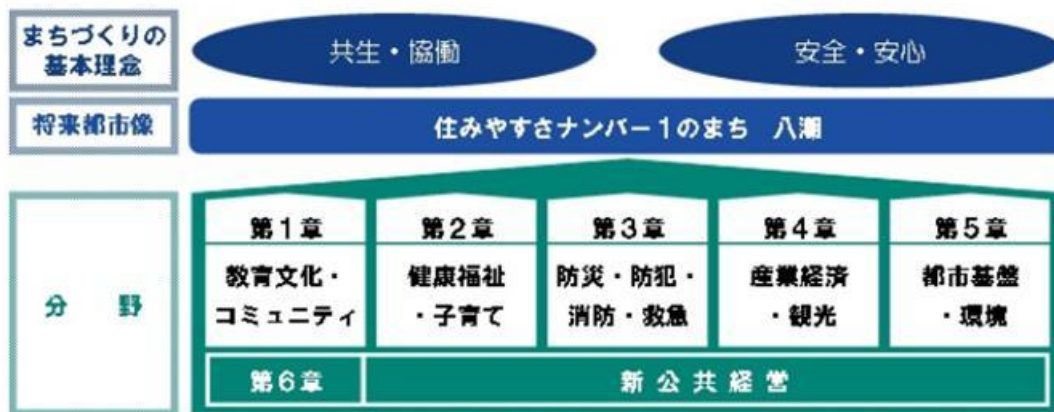 まちづくりの
基本理念
共生・協働
安全・安心
将来都市像
住みやすさナンバー１のまち　八潮
分　野
第１章
教育文化・
コミュニティ
第２章
健康福祉
・子育て
第３章
防災・防犯・
消防・救急
第４章
産業経済
・観光
第５章
都市基盤
・環境
第６章
新公共経営